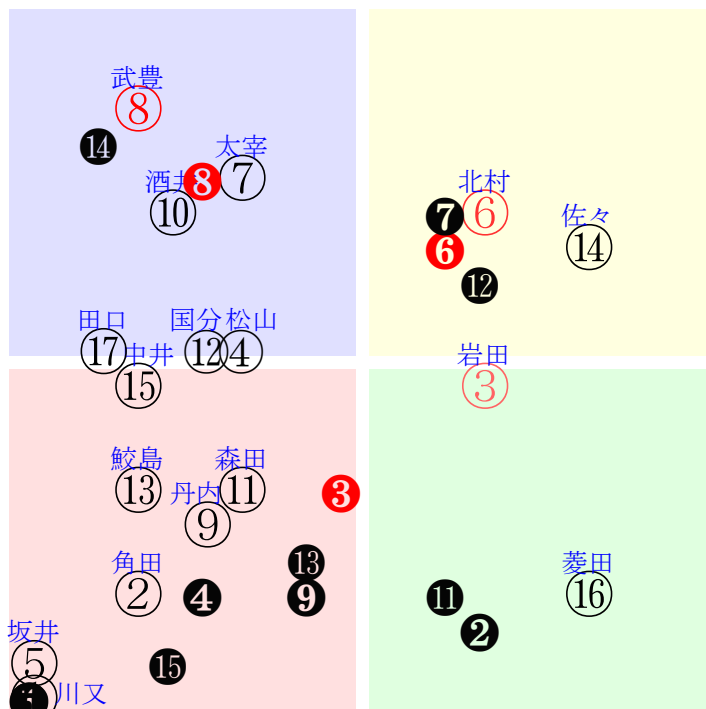 武豊
⑧
⓮
太宰
酒井
❽
⑦
⑩
北村
❼
⑥
佐々
❻
⑭
⓬
田口
国分
松山
⑰
中井
⑫
④
岩田
⑮
③
鮫島
森田
⑬
丹内
⑪
❸
⑨
角田
⓭
菱田
②
❹
❾
⓫
⑯
坂井
❷
⑤
⓯
川又